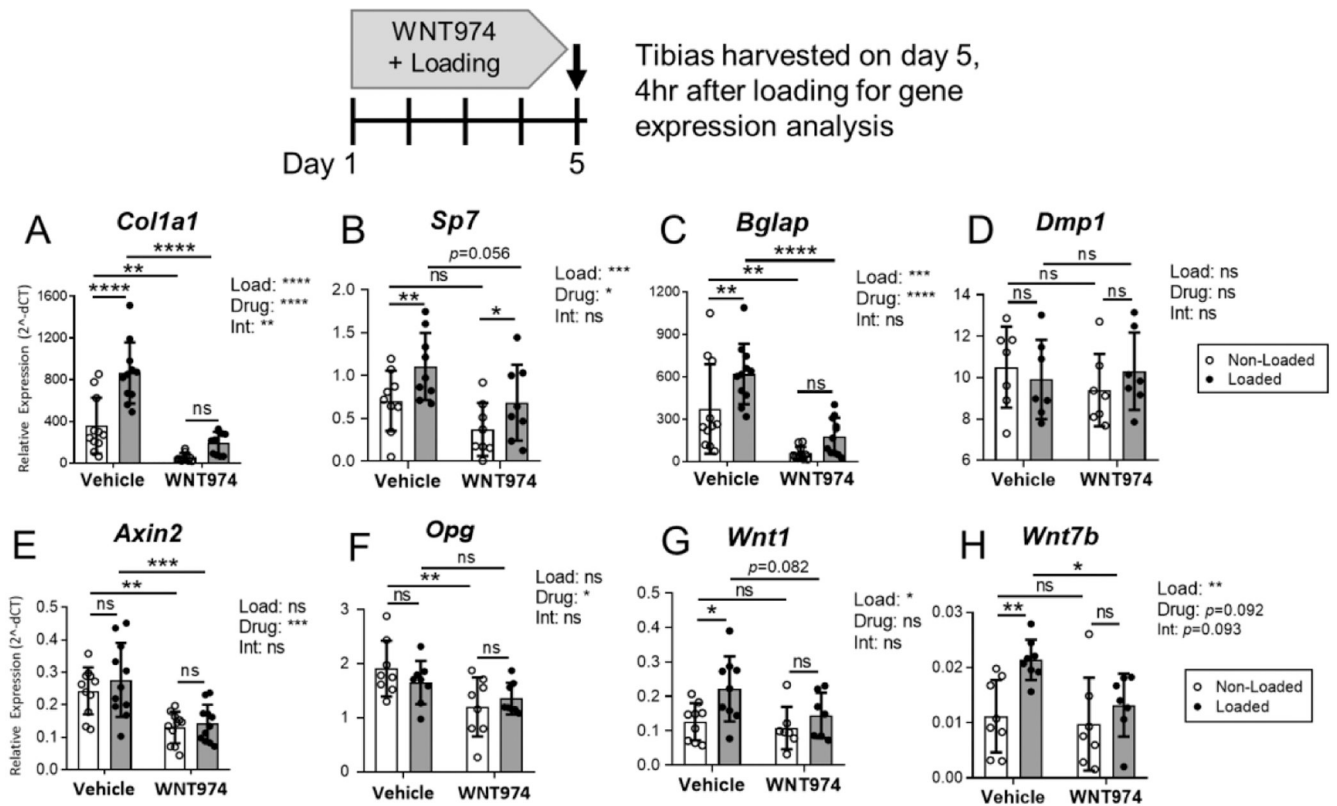 WNT974
+ Loading
Tibias harvested on day 5,
4hr after loading for gene
expression analysis
Day 1
5
A
Col1a1
****
**
****
ns
Load: ****
Drug: ****
Int: **
Relative Expression (2^-dCT)
1600
1200
800
400
0
Vehicle
WNT974
B
Sp7
p=0.056
ns
**
*
Load: ***
Drug: *
Int: ns
2.0
1.5
1.0
0.5
0.0
Vehicle
WNT974
C
Bglap
****
**
**
ns
Load: ***
Drug: ****
Int: ns
1200
900
600
300
0
Vehicle
WNT974
D
Dmp1
ns
ns
ns
ns
Load: ns
Drug: ns
Int: ns
14
12
10
8
6
Vehicle
WNT974
Non-Loaded
Loaded
E
Axin2
***
**
ns
ns
Load: ns
Drug: ***
Int: ns
Relative Expression (2^-dCT)
0.5
0.4
0.3
0.2
0.1
0.0
Vehicle
WNT974
F
Opg
ns
**
ns
ns
Load: ns
Drug: *
Int: ns
3
2
1
0
Vehicle
WNT974
G
Wnt1
p=0.082
ns
*
ns
Load: *
Drug: ns
Int: ns
0.5
0.4
0.3
0.2
0.1
0.0
Vehicle
WNT974
H
Wnt7b
*
ns
**
ns
Load: **
Drug: p=0.092
Int: p=0.093
0.03
0.02
0.01
0.00
Vehicle
WNT974
Non-Loaded
Loaded